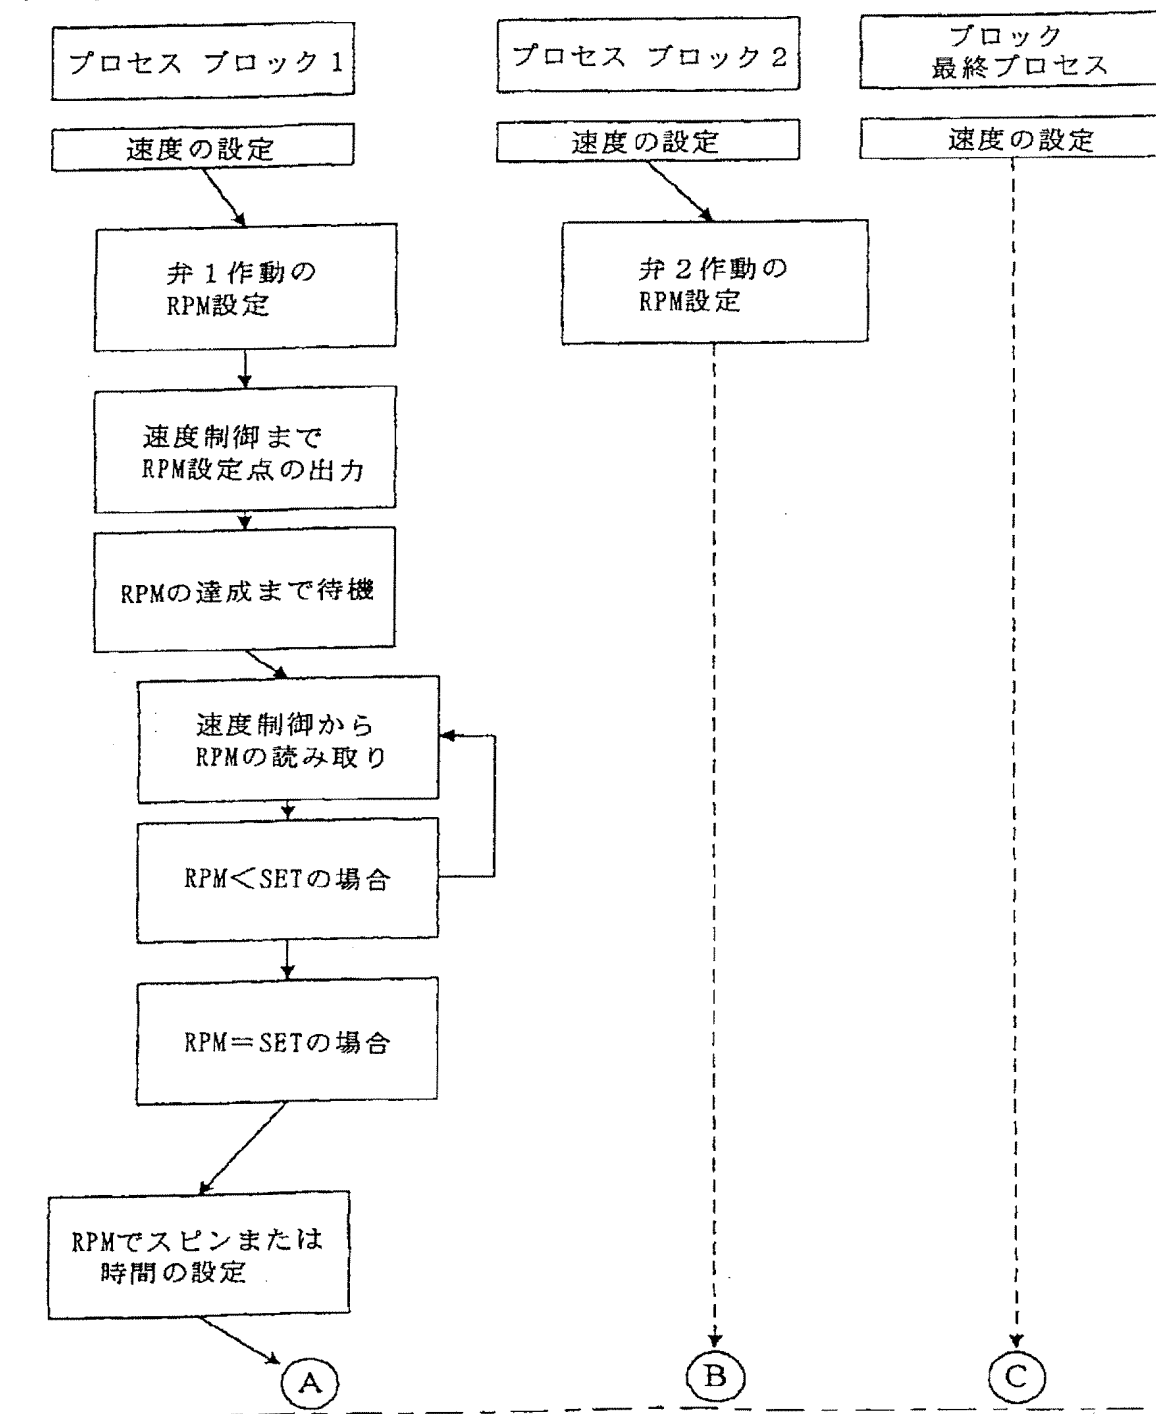 プロセス ブロック１
速度の設定
弁１作動の
RPM設定
速度制御まで
RPM設定点の出力
RPMの達成まで待機
速度制御から
RPMの読み取り
RPM＜SETの場合
RPM＝SETの場合
RPMでスピンまたは
時間の設定
A
プロセス ブロック２
速度の設定
弁２作動の
RPM設定
B
ブロック
最終プロセス
速度の設定
C